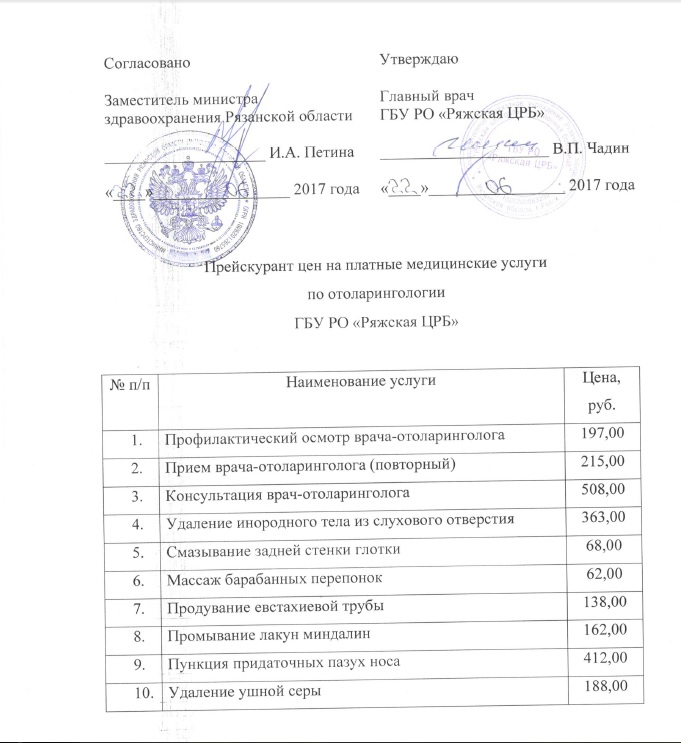 Согласовано
Утверждаю
Заместитель министра
здравоохранения Рязанской области
Главный врач
ГБУ РО «Ряжская ЦРБ»
И.А. Петина
В.П. Чадин
«22» 06 2017 года
«22» 06 2017 года
Прейскурант цен на платные медицинские услуги
по отоларингологии
ГБУ РО «Ряжская ЦРБ»
№ п/п Наименование услуги Цена, руб.
1. Профилактический осмотр врача-отоларинголога 197,00
2. Прием врача-отоларинголога (повторный) 215,00
3. Консультация врач-отоларинголога 508,00
4. Удаление инородного тела из слухового отверстия 363,00
5. Смазывание задней стенки глотки 68,00
6. Массаж барабанных перепонок 62,00
7. Продувание евстахиевой трубы 138,00
8. Промывание лакун миндалин 162,00
9. Пункция придаточных пазух носа 412,00
10. Удаление ушной серы 188,00